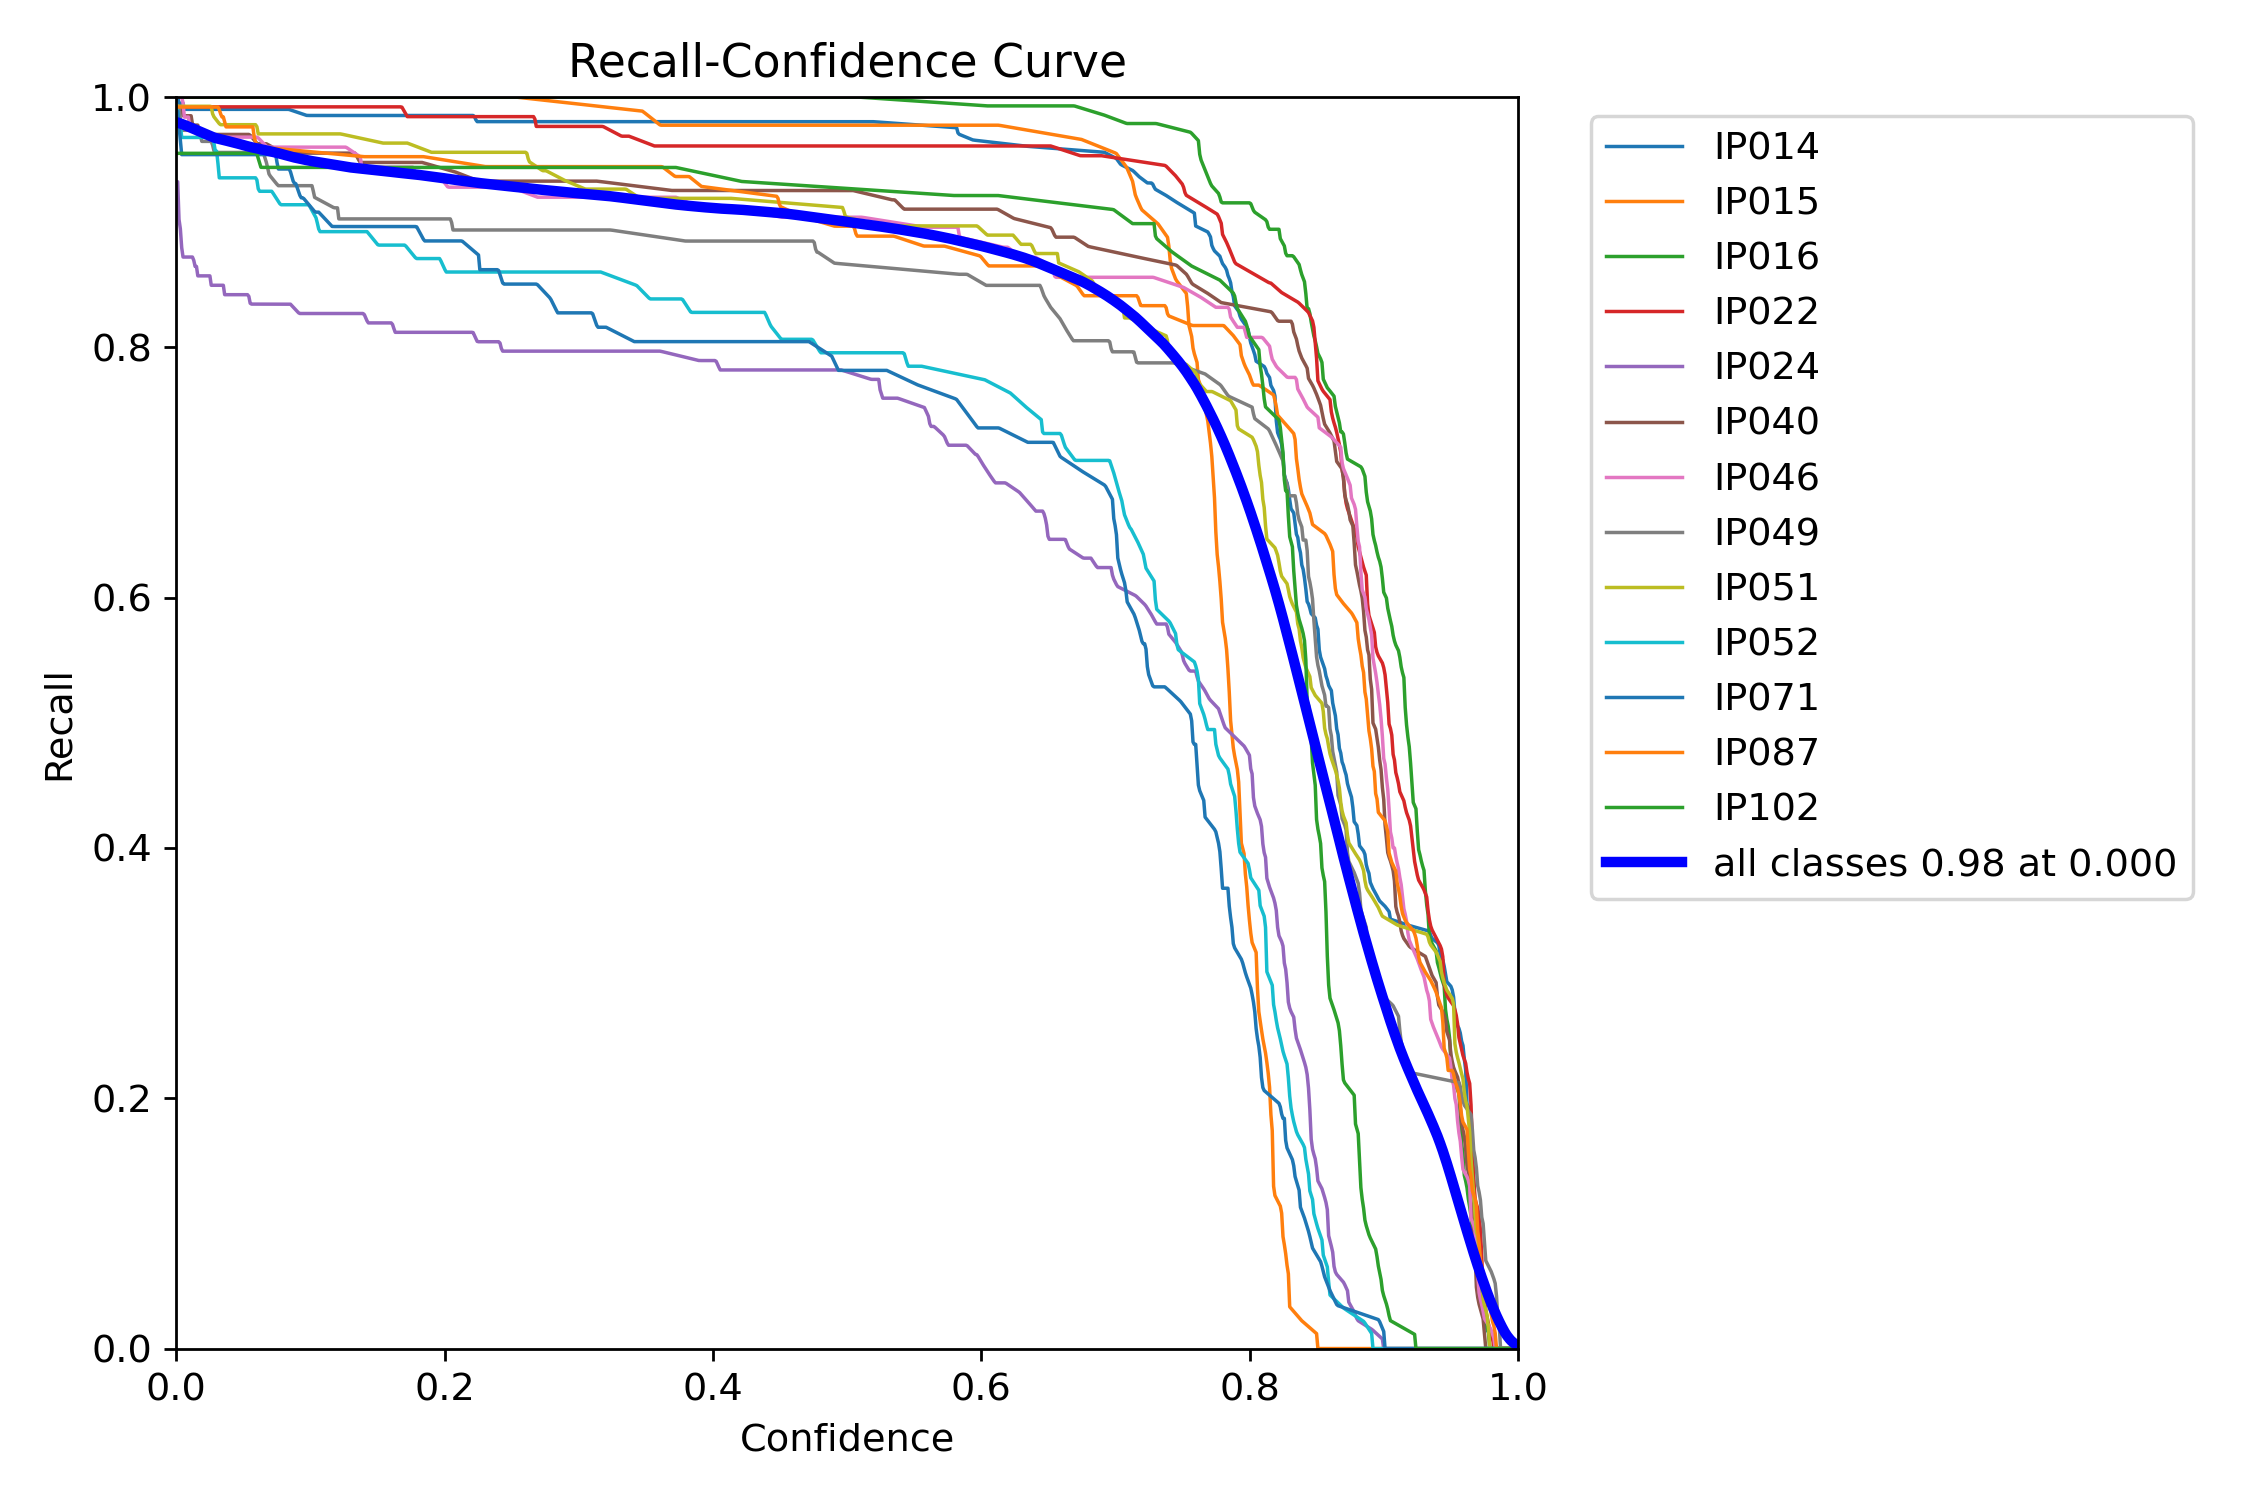 Recall-Confidence Curve
1.0
0.8
0.6
0.4
0.2
0.0
Recall
0.0 0.2 0.4 0.6 0.8 1.0
Confidence
IP014
IP015
IP016
IP022
IP024
IP040
IP046
IP049
IP051
IP052
IP071
IP087
IP102
all classes 0.98 at 0.000